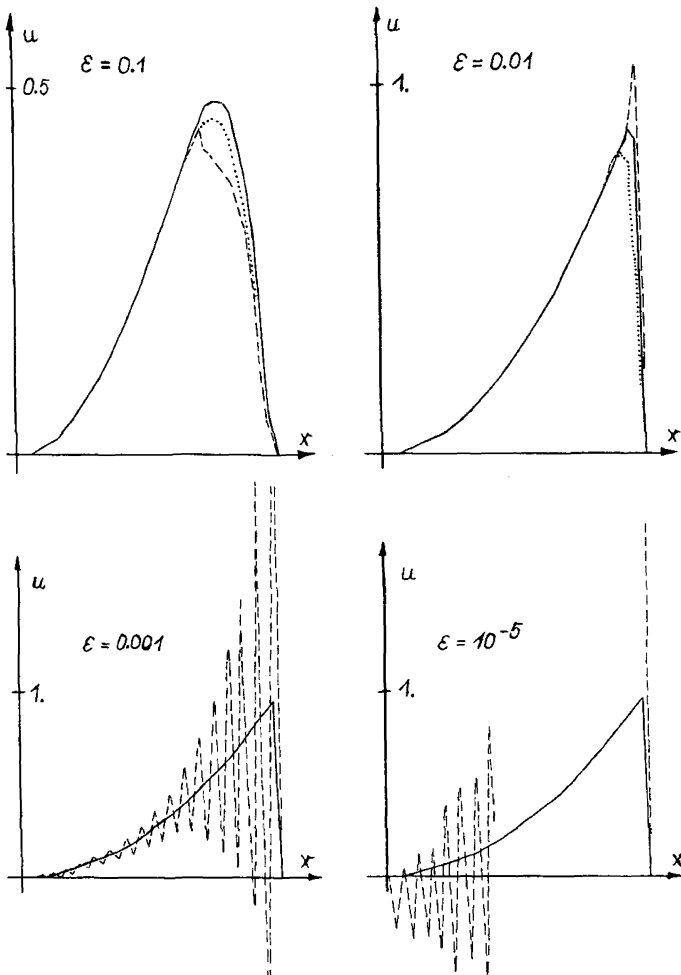 u
ε = 0.1
0.5
x
u
ε = 0.01
1.
x
u
ε = 0.001
1.
x
u
ε = 10⁻⁵
1.
x